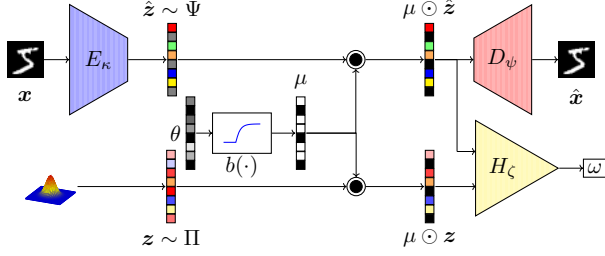 ẑ ∼ Ψ
μ ⊙ ẑ
E_κ
D_ψ
x
x̂
μ
θ
b(·)
H_ζ
ω
z ∼ Π
μ ⊙ z